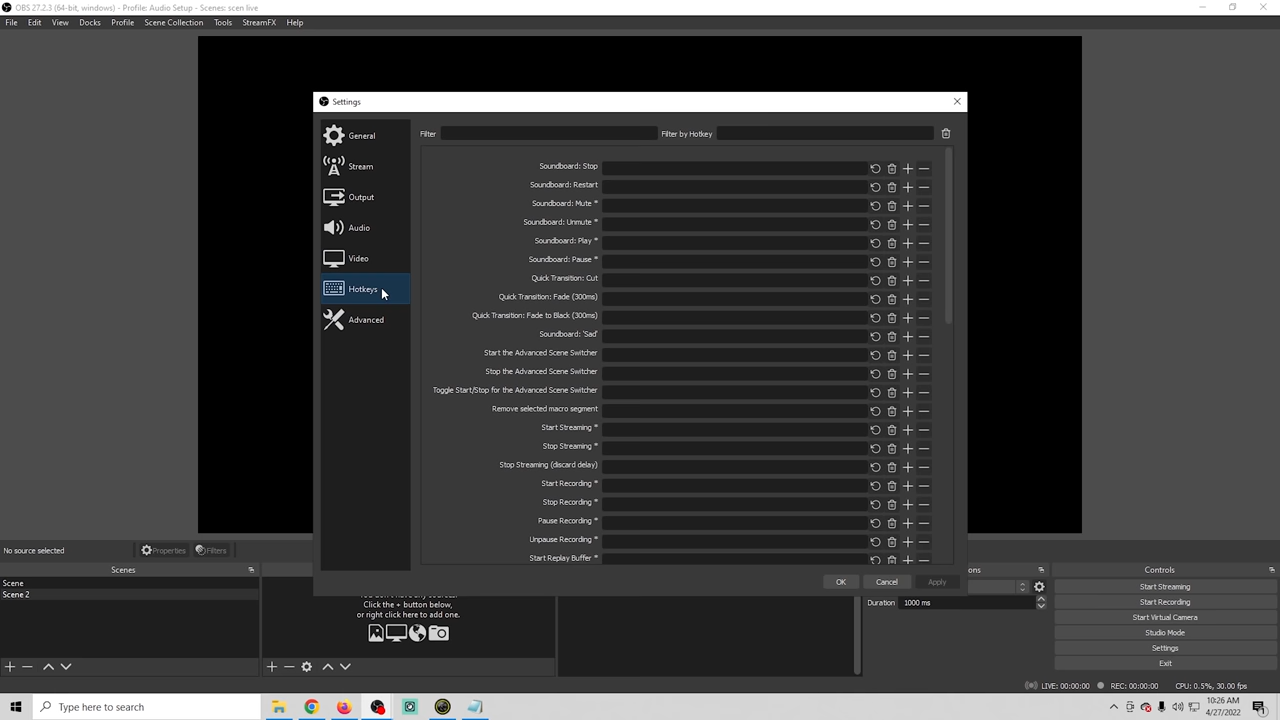 OBS 27.2.3 (64-bit, windows) - Profile: Audio Setup - Scenes: scen live
File Edit View Docks Profile Scene Collection Tools StreamFX Help
Settings
General
Stream
Output
Audio
Video
Hotkeys
Advanced
Filter Filter by Hotkey
Soundboard: Stop
Soundboard: Restart
Soundboard: Mute *
Soundboard: Unmute *
Soundboard: Play *
Soundboard: Pause *
Quick Transition: Cut
Quick Transition: Fade (300ms)
Quick Transition: Fade to Black (300ms)
Soundboard: 'Sad'
Start the Advanced Scene Switcher
Stop the Advanced Scene Switcher
Toggle Start/Stop for the Advanced Scene Switcher
Remove selected macro segment
Start Streaming *
Stop Streaming *
Stop Streaming (discard delay)
Start Recording *
Stop Recording *
Pause Recording *
Unpause Recording *
Start Replay Buffer *
OK Cancel Apply
No source selected Properties Filters
Scenes
Scene
Scene 2
Click the + button below,
or right click here to add one.
ons
Duration 1000 ms
Controls
Start Streaming
Start Recording
Start Virtual Camera
Studio Mode
Settings
Exit
LIVE: 00:00:00 REC: 00:00:00 CPU: 0.5%, 30.00 fps
Type here to search
10:26 AM
4/27/2022